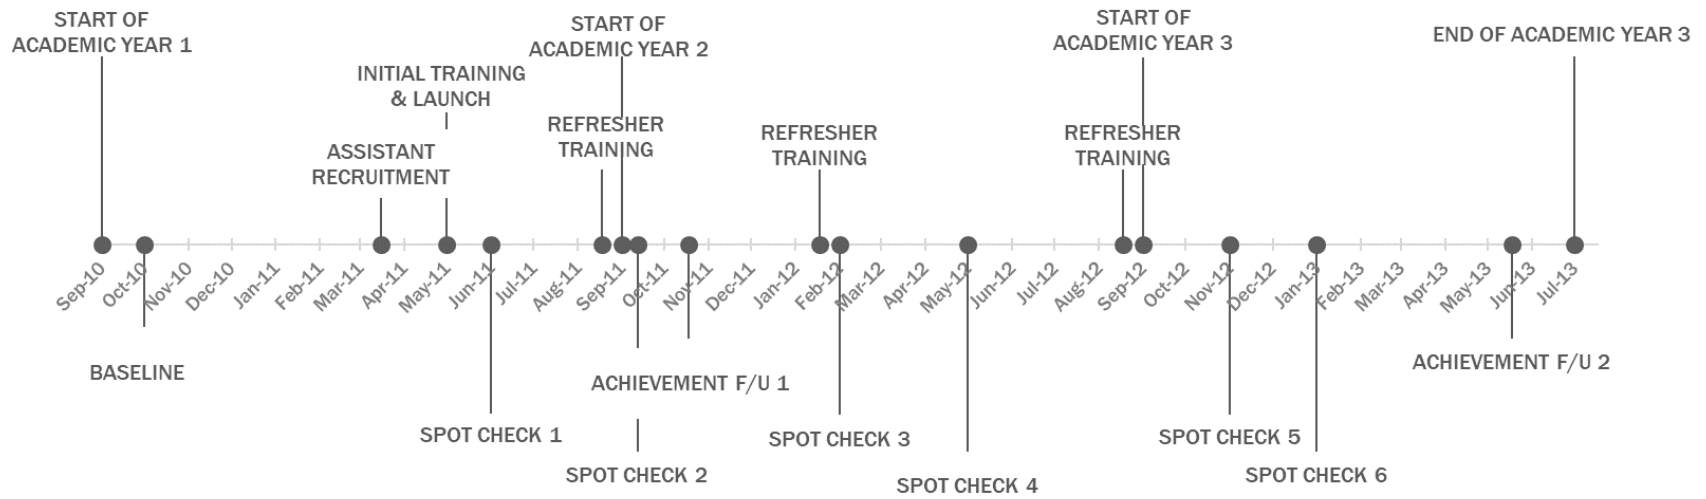 START OF
ACADEMIC YEAR 1
INITIAL TRAINING
& LAUNCH
ASSISTANT
RECRUITMENT
START OF
ACADEMIC YEAR 2
REFRESHER
TRAINING
REFRESHER
TRAINING
START OF
ACADEMIC YEAR 3
REFRESHER
TRAINING
END OF ACADEMIC YEAR 3
Sep-10
Oct-10
Nov-10
Dec-10
Jan-11
Feb-11
Mar-11
Apr-11
May-11
Jun-11
Jul-11
Aug-11
Sep-11
Oct-11
Nov-11
Dec-11
Jan-12
Feb-12
Mar-12
Apr-12
May-12
Jun-12
Jul-12
Aug-12
Sep-12
Oct-12
Nov-12
Dec-12
Jan-13
Feb-13
Mar-13
Apr-13
May-13
Jun-13
Jul-13
BASELINE
SPOT CHECK 1
ACHIEVEMENT F/U 1
SPOT CHECK 2
SPOT CHECK 3
SPOT CHECK 4
SPOT CHECK 5
SPOT CHECK 6
ACHIEVEMENT F/U 2